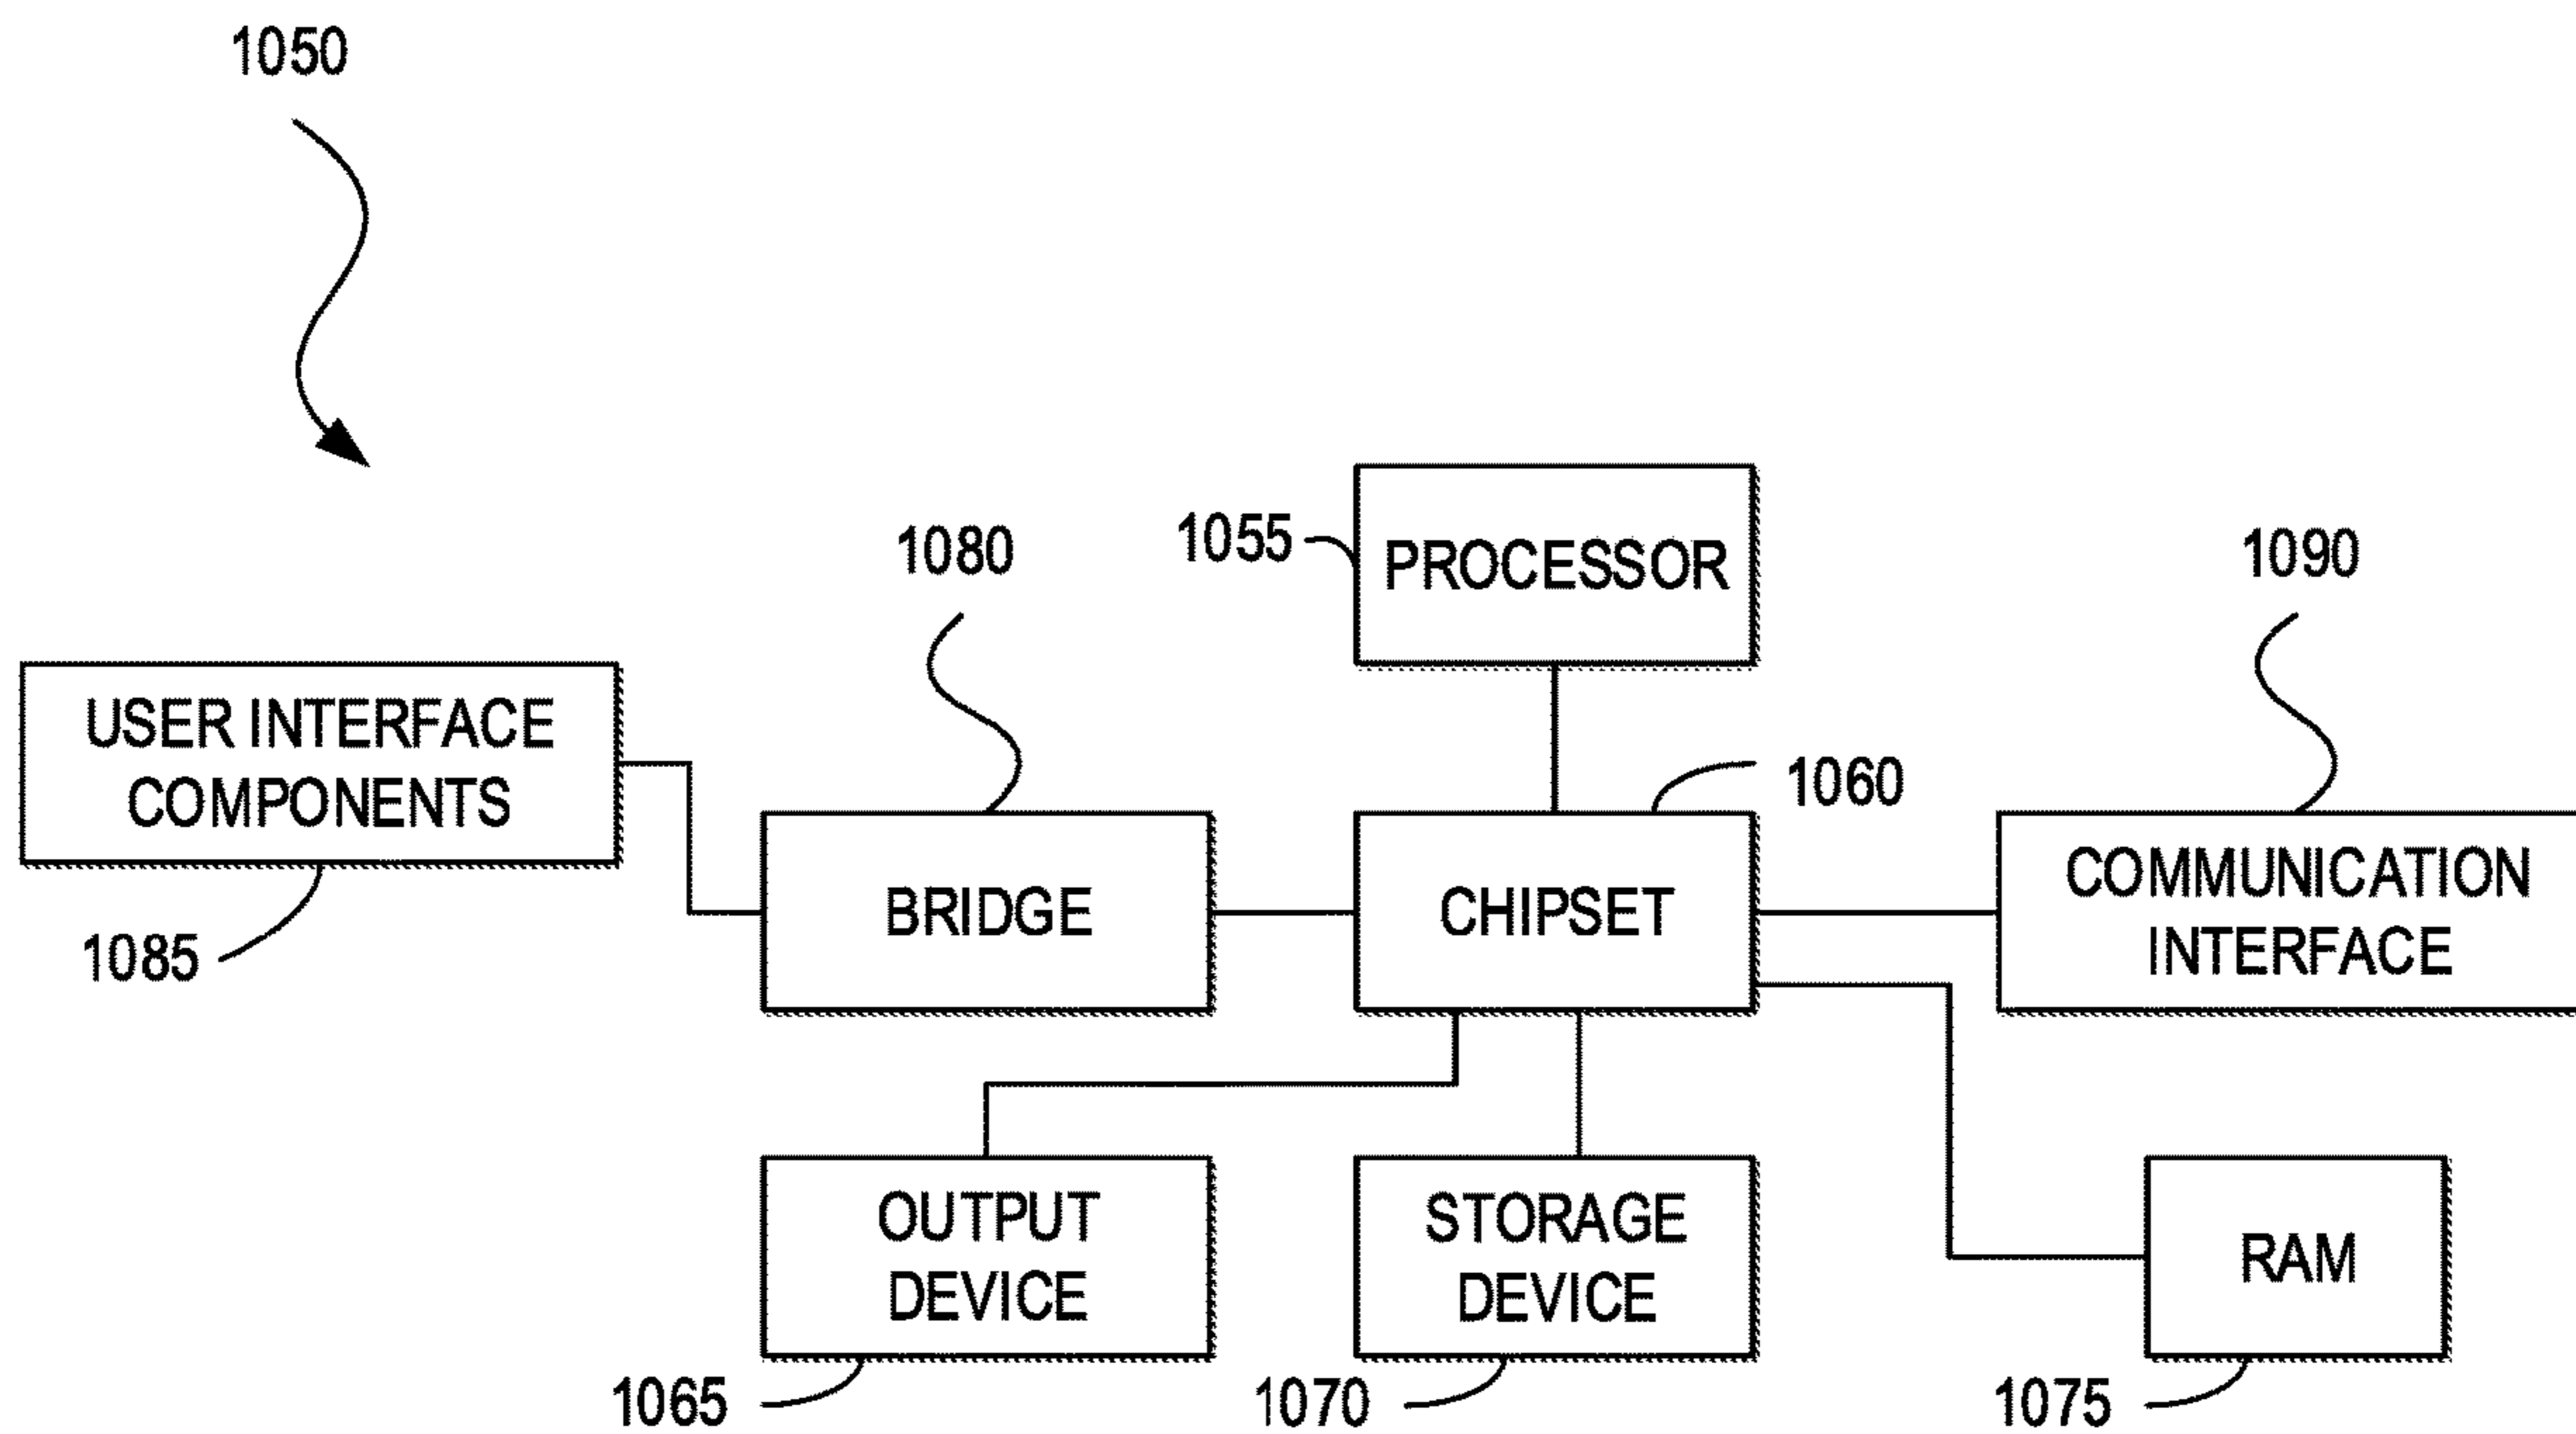 1050
1080
1055
PROCESSOR
1090
USER INTERFACE
COMPONENTS
1085
1060
BRIDGE
CHIPSET
COMMUNICATION
INTERFACE
OUTPUT
DEVICE
STORAGE
DEVICE
RAM
1065
1070
1075